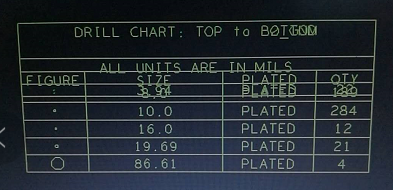 DRILL CHART: TOP to
ALL UNITS ARE IN MILS
FIGURE SIZE PLATED QTY
PLATED
10.0 PLATED 284
16.0 PLATED 12
19.69 PLATED 21
86.61 PLATED 4